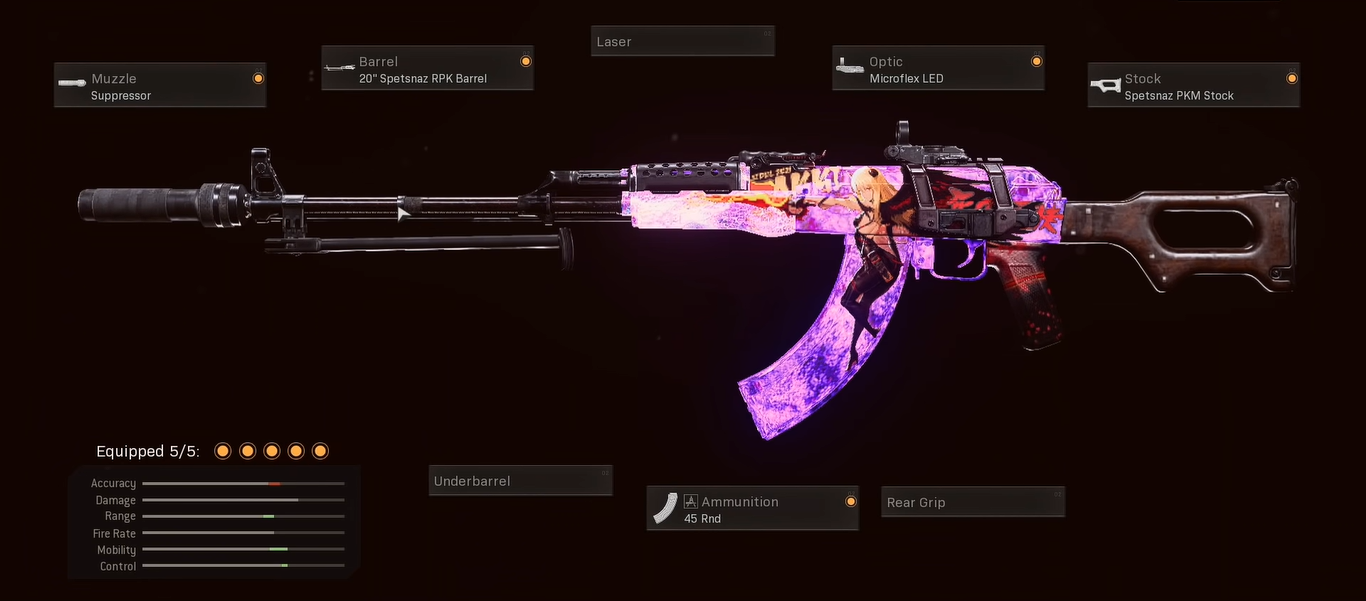 Laser
Barrel
20" Spetsnaz RPK Barrel
Optic
Microflex LED
Muzzle
Suppressor
Stock
Spetsnaz PKM Stock
Equipped 5/5:
Accuracy
Damage
Range
Fire Rate
Mobility
Control
Underbarrel
Ammunition
45 Rnd
Rear Grip